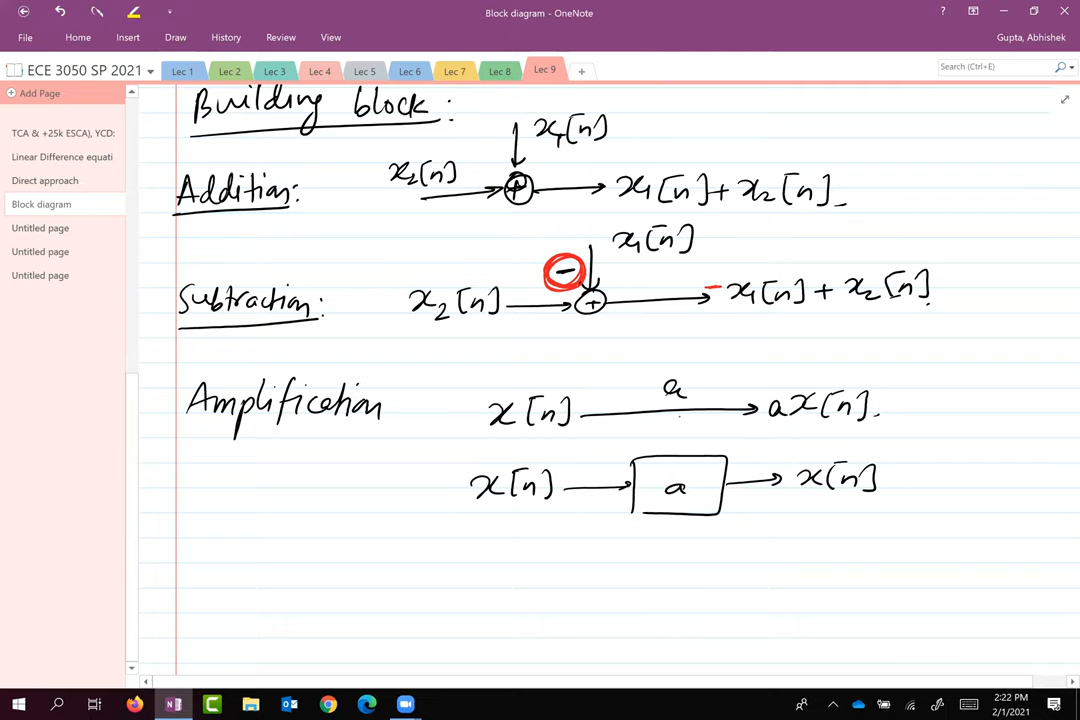 Block diagram - OneNote
File Home Insert Draw History Review View
Gupta, Abhishek
ECE 3050 SP 2021
Lec 1 Lec 2 Lec 3 Lec 4 Lec 5 Lec 6 Lec 7 Lec 8 Lec 9
Search (Ctrl+E)
Add Page
TCA & +25k ESCA), YCD:
Linear Difference equati
Direct approach
Block diagram
Untitled page
Untitled page
Untitled page
Building block:
x₁[n]
Addition: x₂[n] + x₁[n] + x₂[n]
x₁[n]
Subtraction: x₂[n] - + - x₁[n] + x₂[n]
a
Amplification x[n] ax[n].
x[n] a x[n]
2:22 PM
2/1/2021